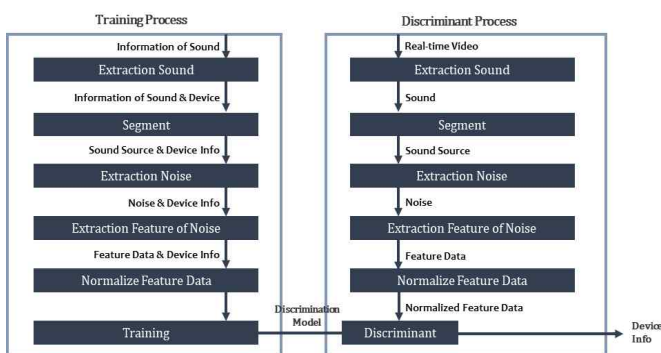 Training Process
Information of Sound
Extraction Sound
Information of Sound & Device
Segment
Sound Source & Device Info
Extraction Noise
Noise & Device Info
Extraction Feature of Noise
Feature Data & Device Info
Normalize Feature Data
Training
Discrimination
Model
Discriminant Process
Real-time Video
Extraction Sound
Sound
Segment
Sound Source
Extraction Noise
Noise
Extraction Feature of Noise
Feature Data
Normalize Feature Data
Normalized Feature Data
Discriminant
Device
Info